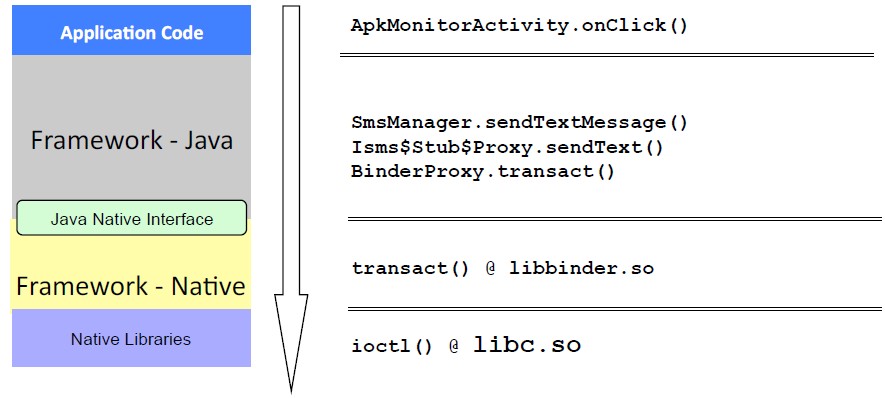 Application Code
ApkMonitorActivity.onClick()
Framework - Java
SmsManager.sendTextMessage()
Isms$Stub$Proxy.sendText()
BinderProxy.transact()
Java Native Interface
Framework - Native
transact() @ libbinder.so
Native Libraries
ioctl() @ libc.so